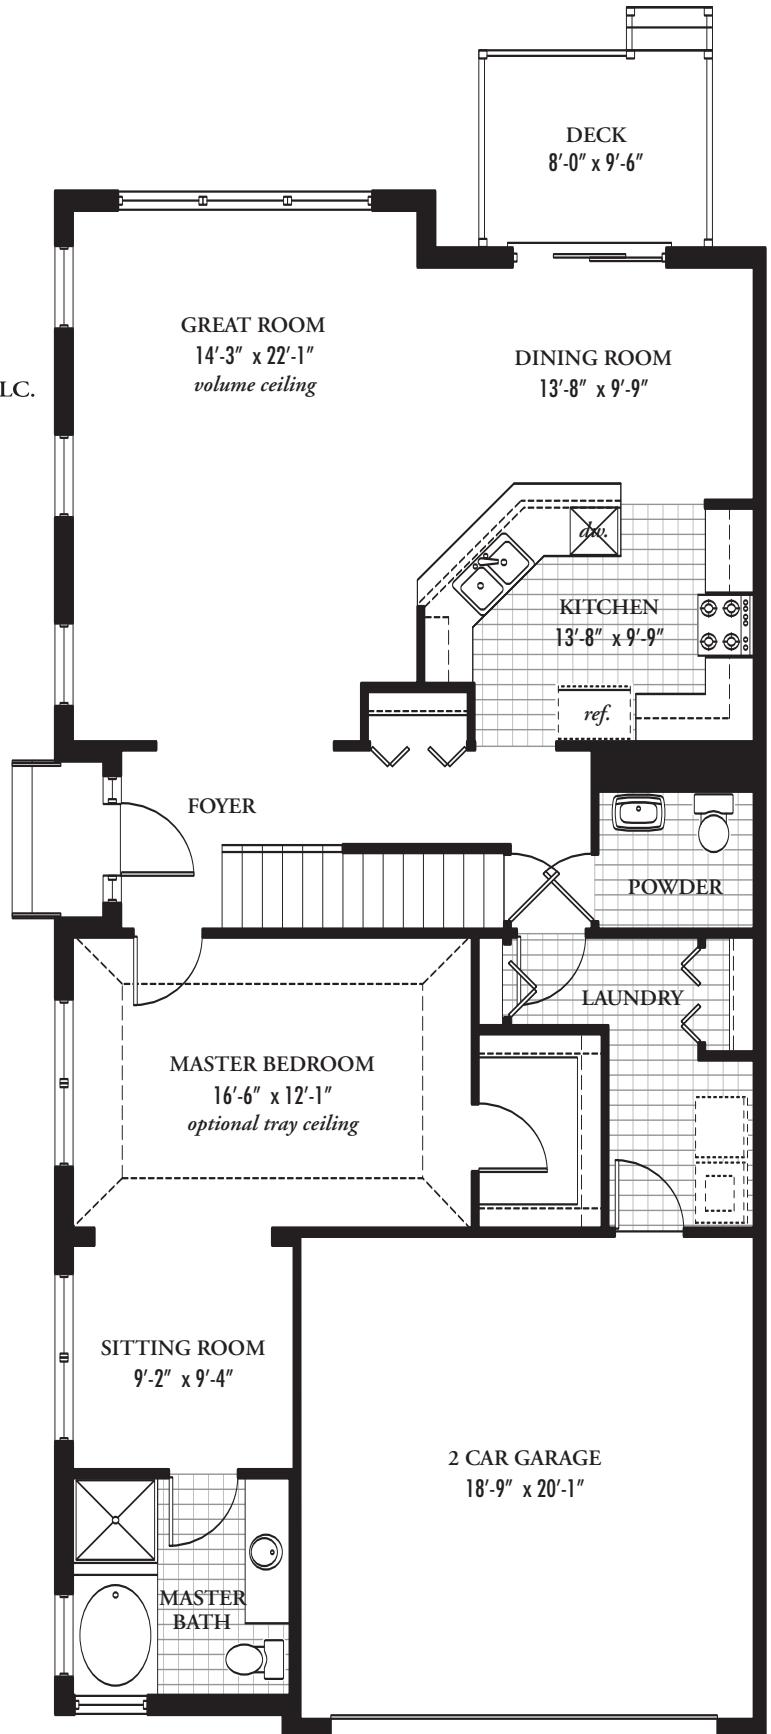 DECK
8'-0" x 9'-6"
GREAT ROOM
14'-3" x 22'-1"
volume ceiling
DINING ROOM
13'-8" x 9'-9"
LC.
dw.
KITCHEN
13'-8" x 9'-9"
ref.
FOYER
POWDER
LAUNDRY
MASTER BEDROOM
16'-6" x 12'-1"
optional tray ceiling
SITTING ROOM
9'-2" x 9'-4"
2 CAR GARAGE
18'-9" x 20'-1"
MASTER
BATH